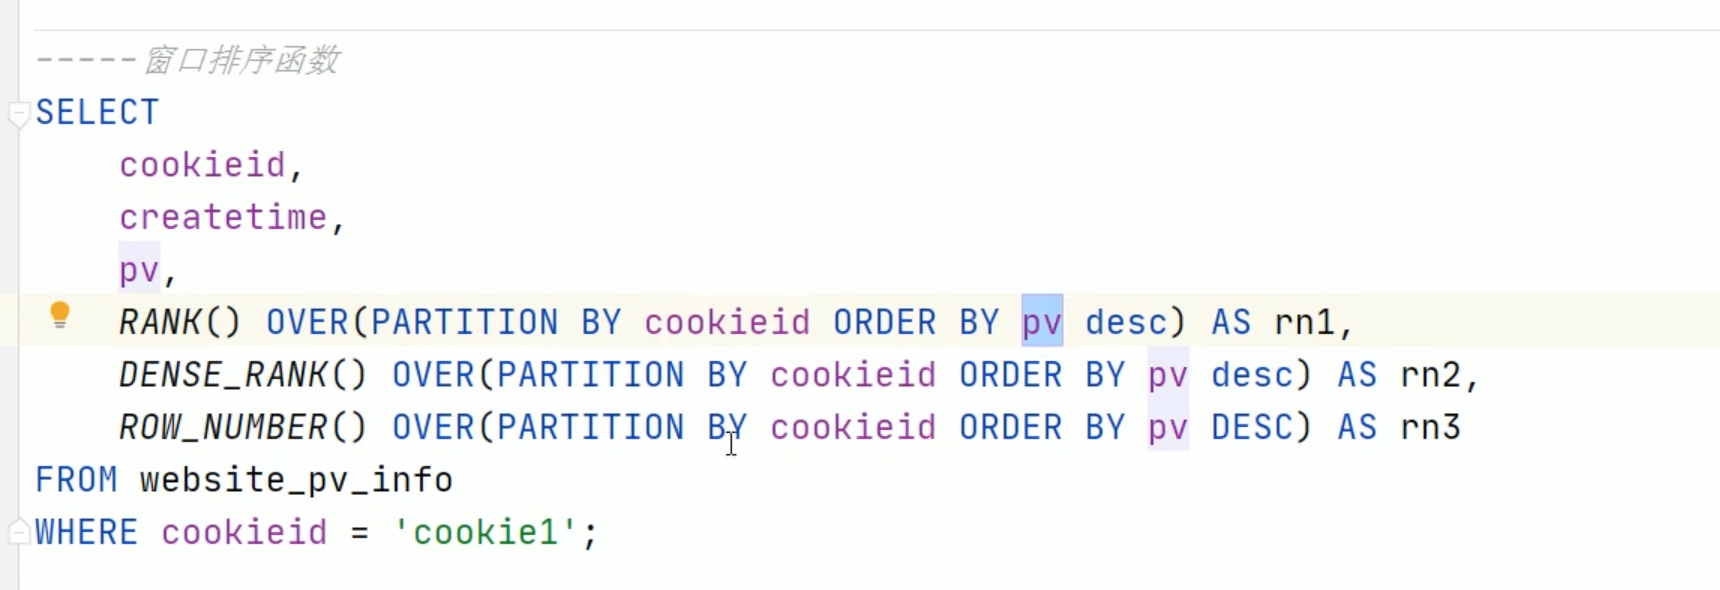 -----窗口排序函数
SELECT
    cookieid,
    createtime,
    pv,
    RANK() OVER(PARTITION BY cookieid ORDER BY pv desc) AS rn1,
    DENSE_RANK() OVER(PARTITION BY cookieid ORDER BY pv desc) AS rn2,
    ROW_NUMBER() OVER(PARTITION BY cookieid ORDER BY pv DESC) AS rn3
FROM website_pv_info
WHERE cookieid = 'cookie1';